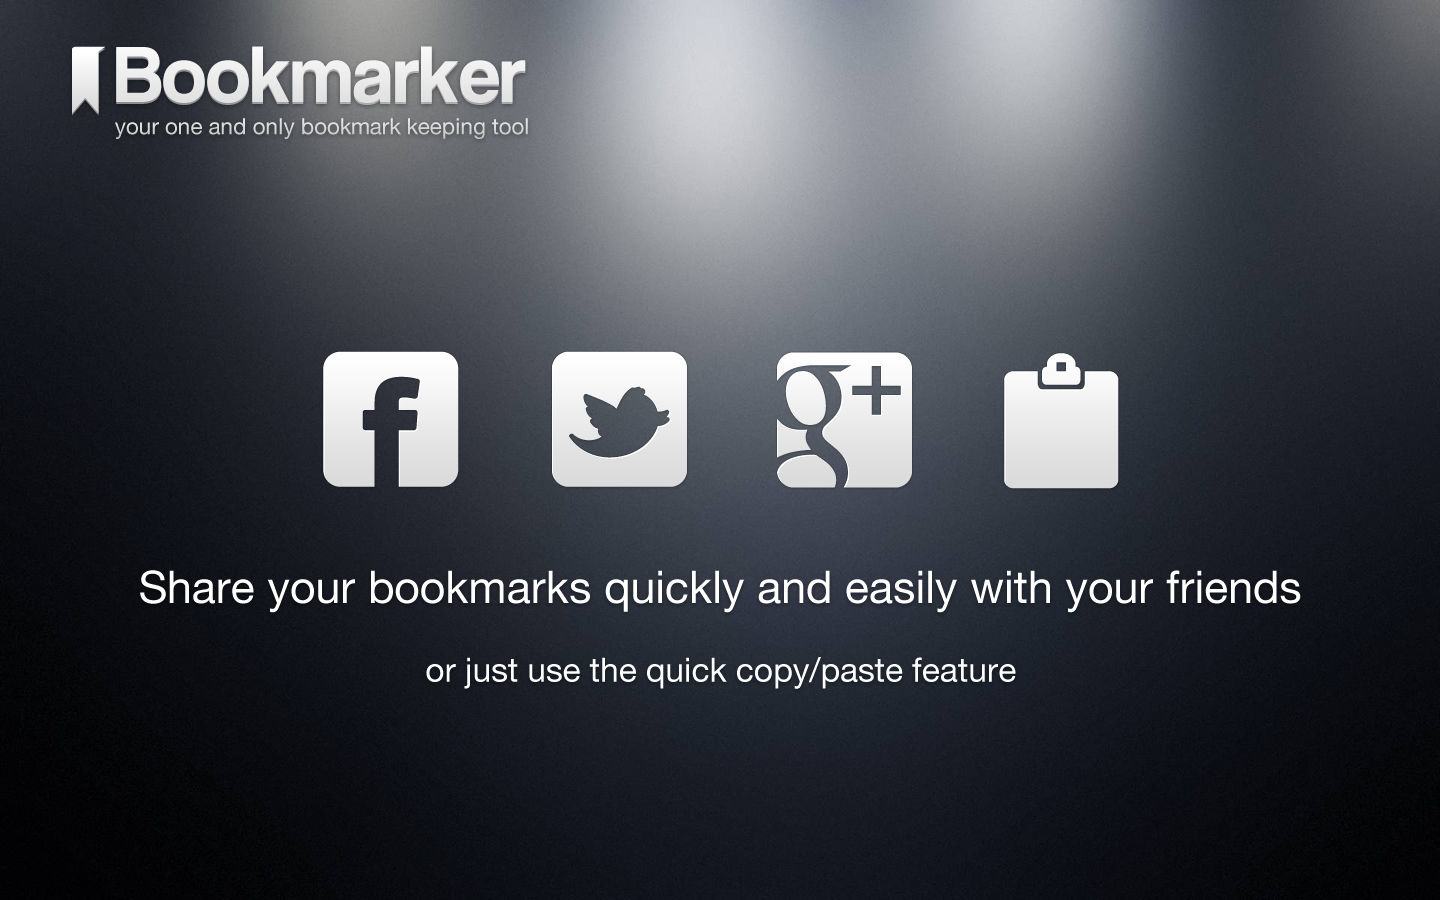 Bookmarker
your one and only bookmark keeping tool
f
g+
Share your bookmarks quickly and easily with your friends
or just use the quick copy/paste feature